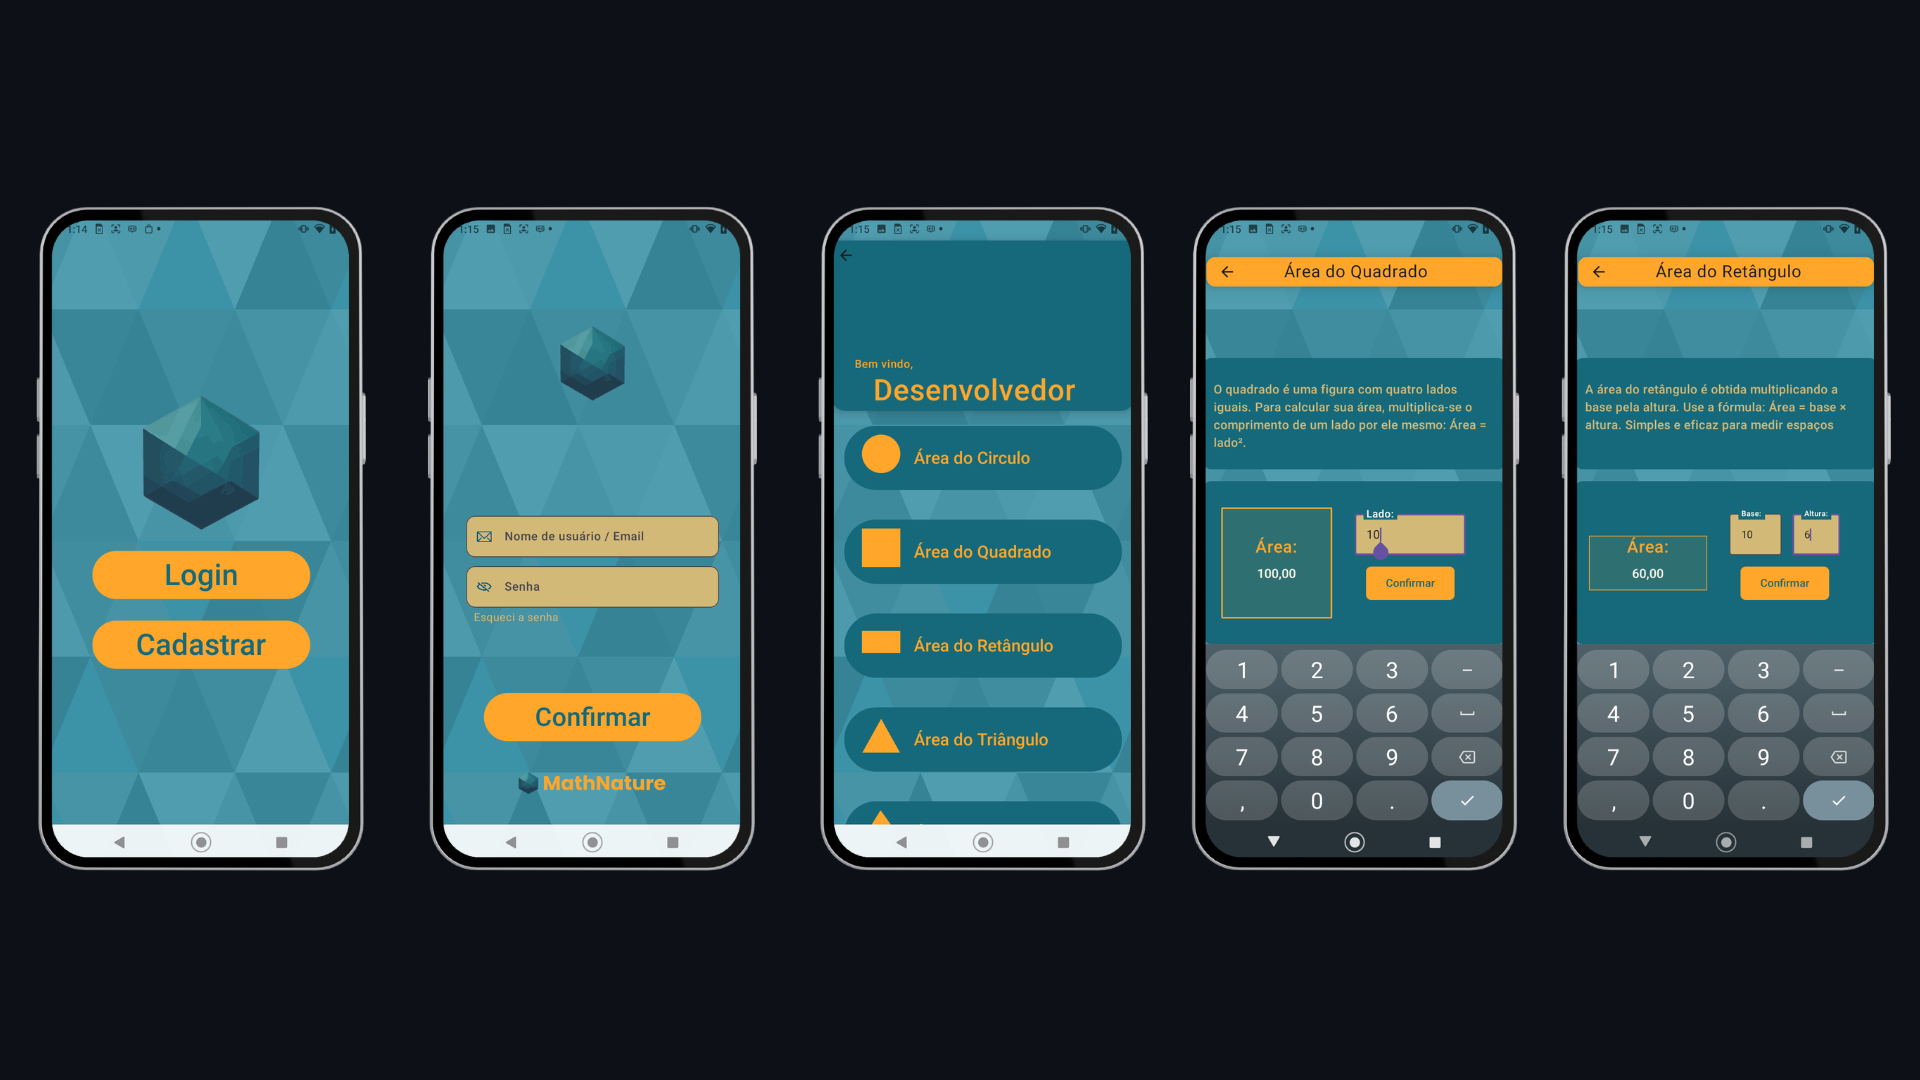 1:14
Login
Cadastrar
1:15
Nome de usuário / Email
Senha
Esqueci a senha
Confirmar
MathNature
1:15
Bem vindo,
Desenvolvedor
Área do Circulo
Área do Quadrado
Área do Retângulo
Área do Triângulo
1:15
Área do Quadrado
O quadrado é uma figura com quatro lados
iguais. Para calcular sua área, multiplica-se o
comprimento de um lado por ele mesmo: Área =
lado².
Área:
100,00
Lado:
10
Confirmar
1 2 3 –
4 5 6
7 8 9
, 0 .
1:15
Área do Retângulo
A área do retângulo é obtida multiplicando a
base pela altura. Use a fórmula: Área = base ×
altura. Simples e eficaz para medir espaços
Área:
60,00
Base:
10
Altura:
6
Confirmar
1 2 3 –
4 5 6
7 8 9
, 0 .